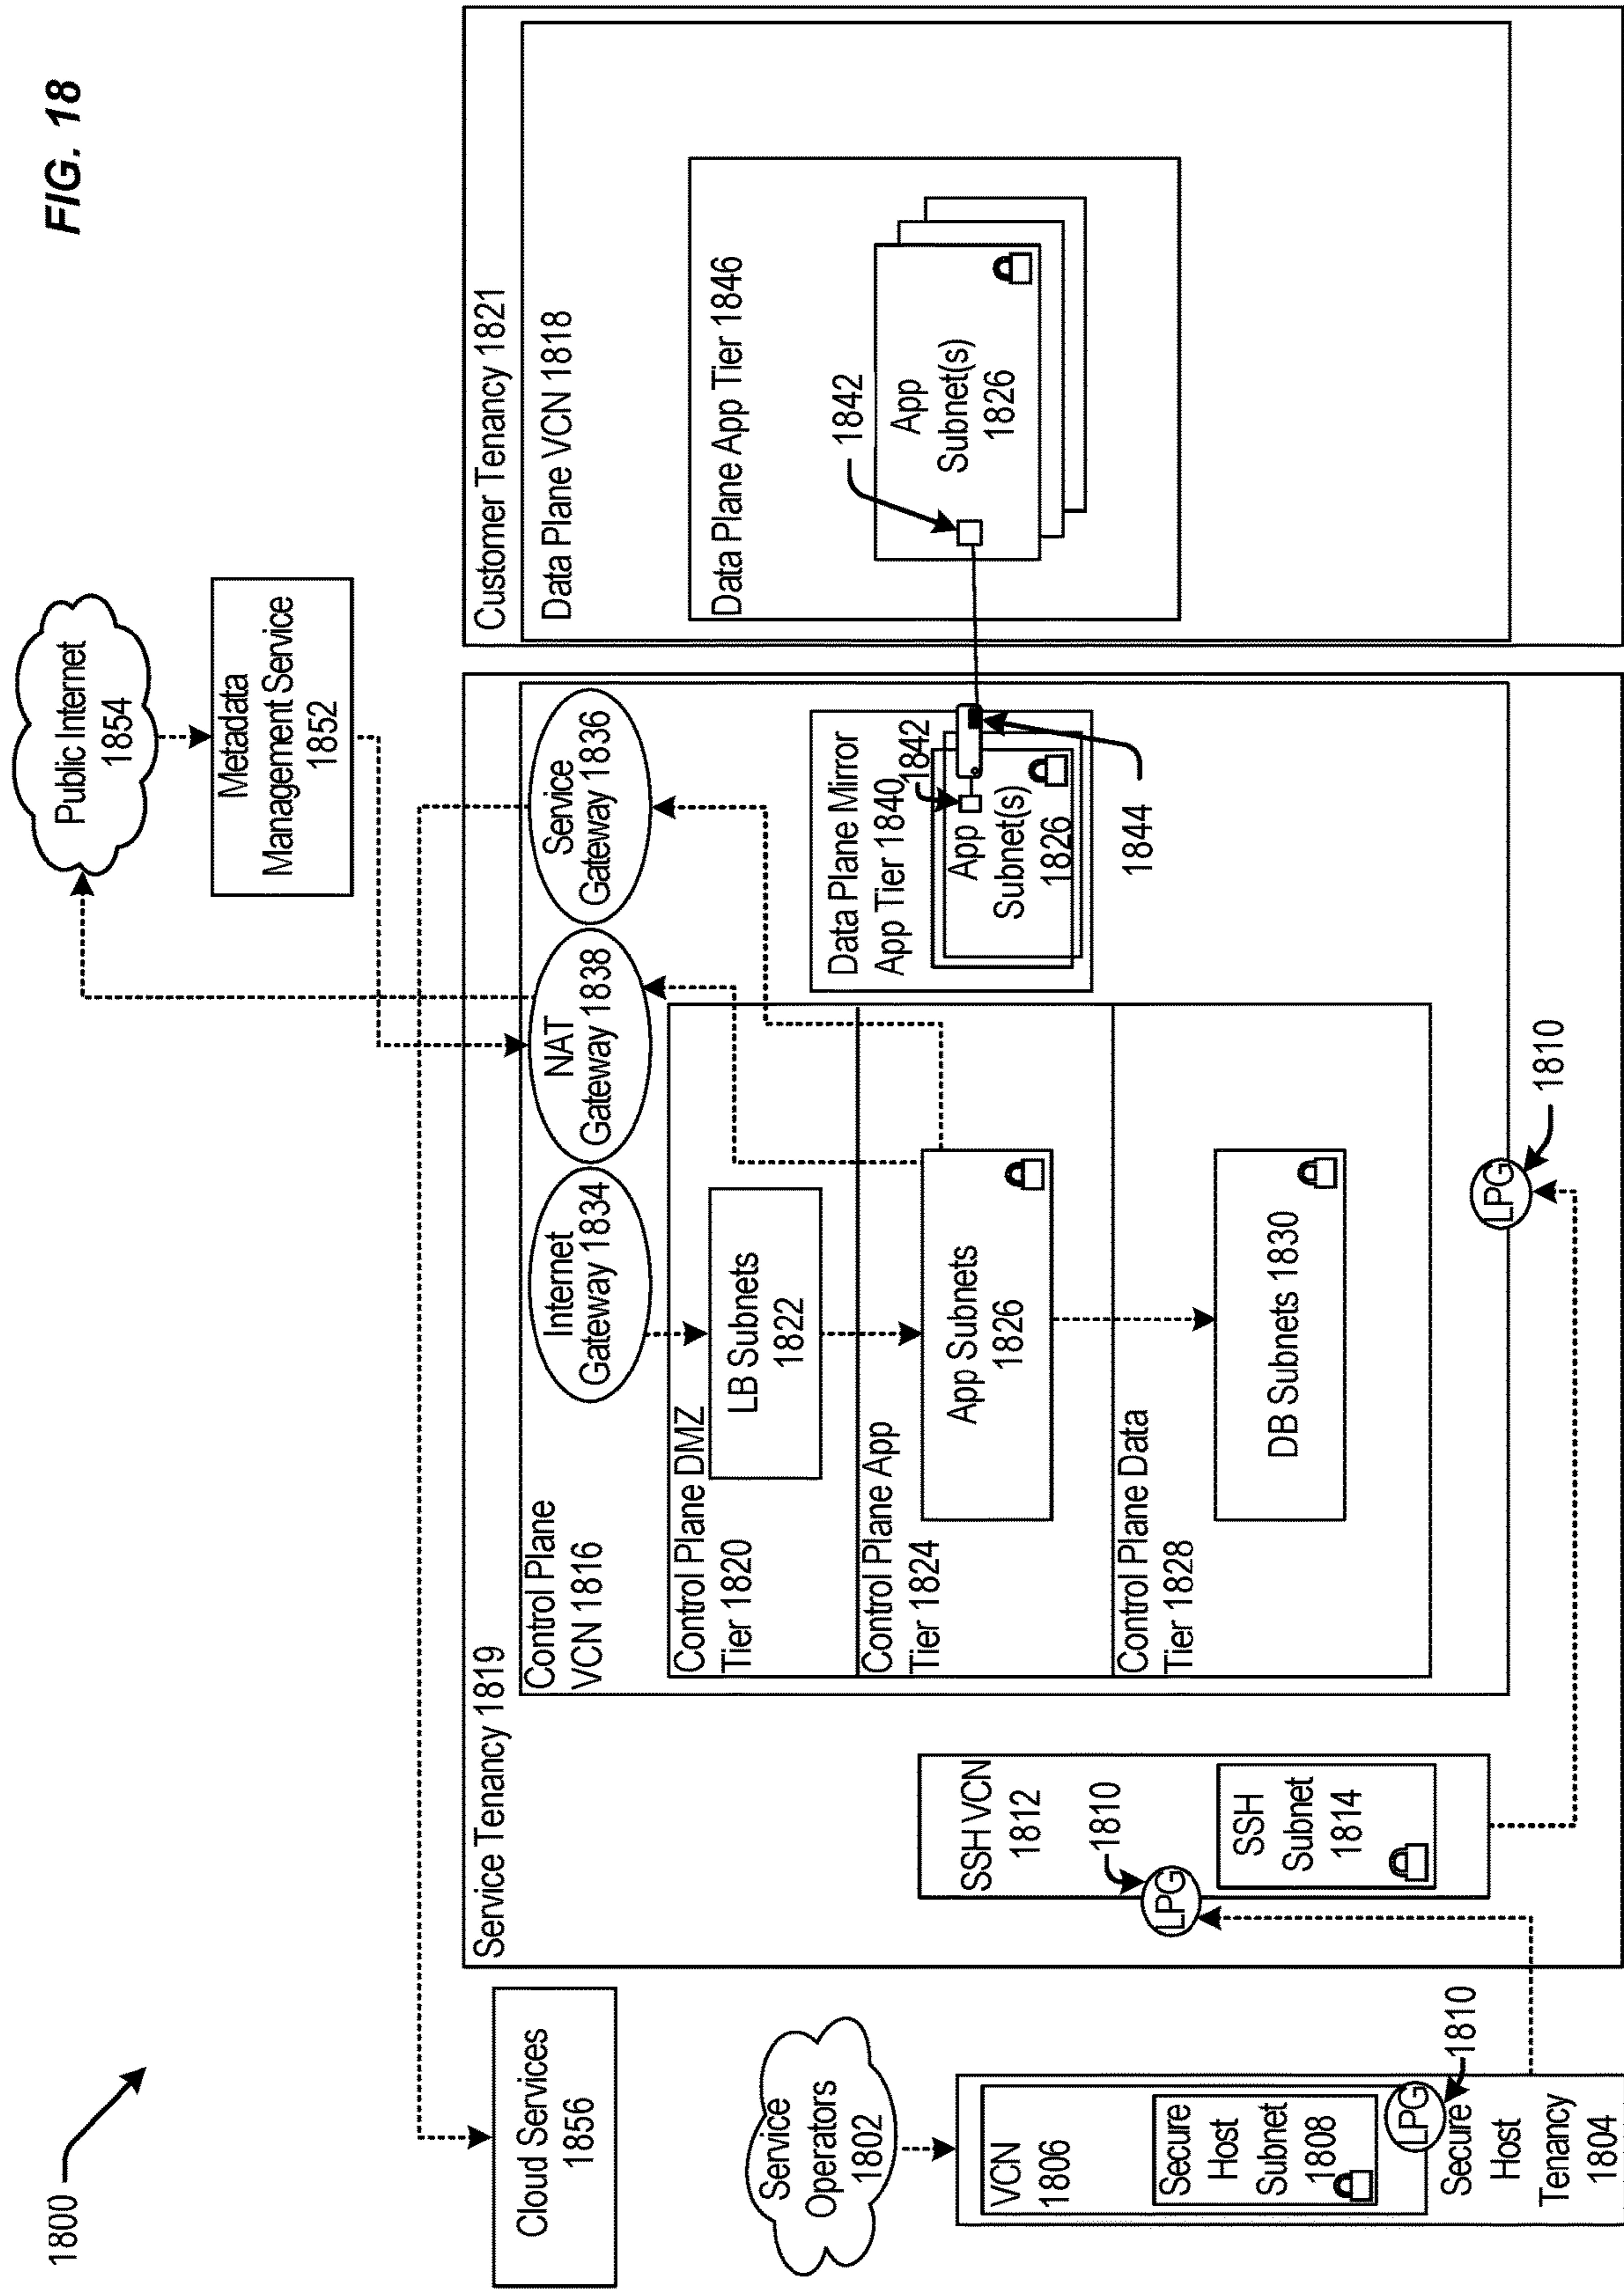 FIG. 18
1800
Public Internet
1854
Metadata
Management Service
1852
Cloud Services
1856
Service Tenancy 1819
Control Plane
VCN 1816
Internet
Gateway 1834
NAT
Gateway 1838
Service
Gateway 1836
Control Plane DMZ
Tier 1820
LB Subnets
1822
Control Plane App
Tier 1824
App Subnets
1826
Control Plane Data
Tier 1828
DB Subnets 1830
Data Plane Mirror
App Tier 1840
1842
App
Subnet(s)
1826
1844
LPG
1810
SSH VCN
1812
1810
LPG
SSH
Subnet
1814
Customer Tenancy 1821
Data Plane VCN 1818
Data Plane App Tier 1846
1842
App
Subnet(s)
1826
Service
Operators
1802
VCN
1806
Secure
Host
Subnet
1808
LPG
1810
Secure
Host
Tenancy
1804